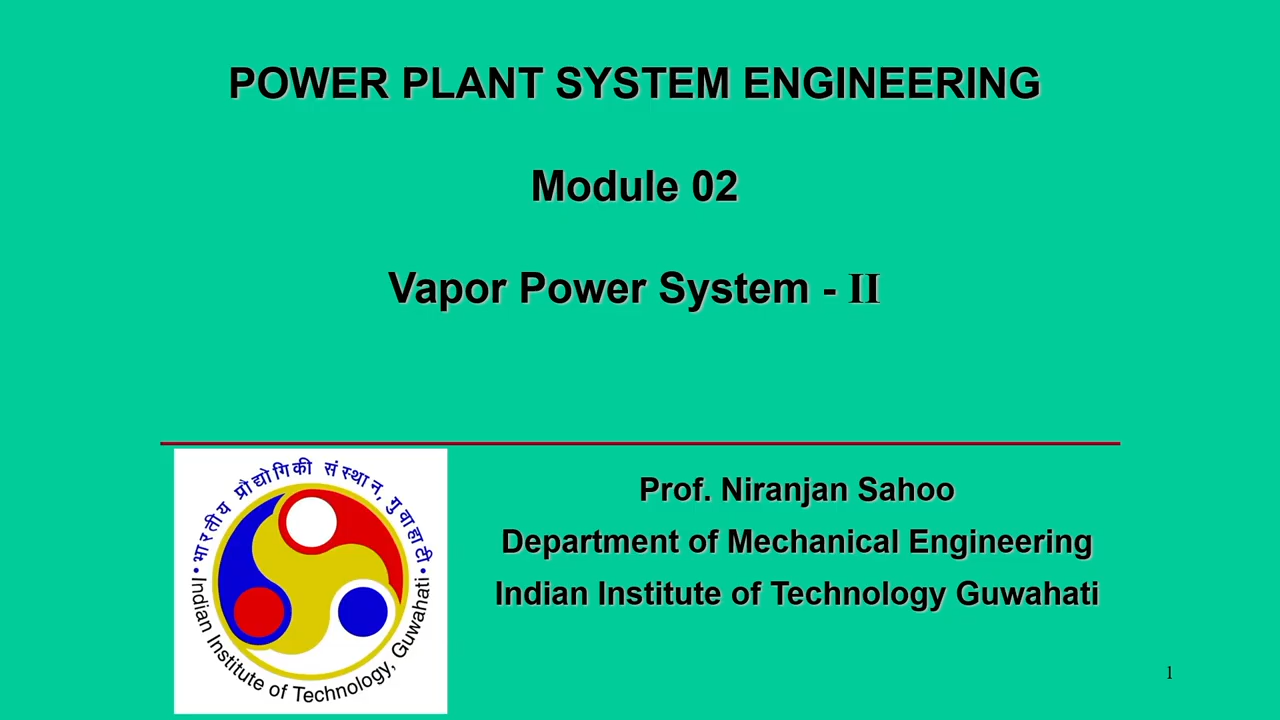 POWER PLANT SYSTEM ENGINEERING
Module 02
Vapor Power System - II
भारतीय प्रौद्योगिकी संस्थान, गुवाहाटी
Indian Institute of Technology, Guwahati
Prof. Niranjan Sahoo
Department of Mechanical Engineering
Indian Institute of Technology Guwahati
1